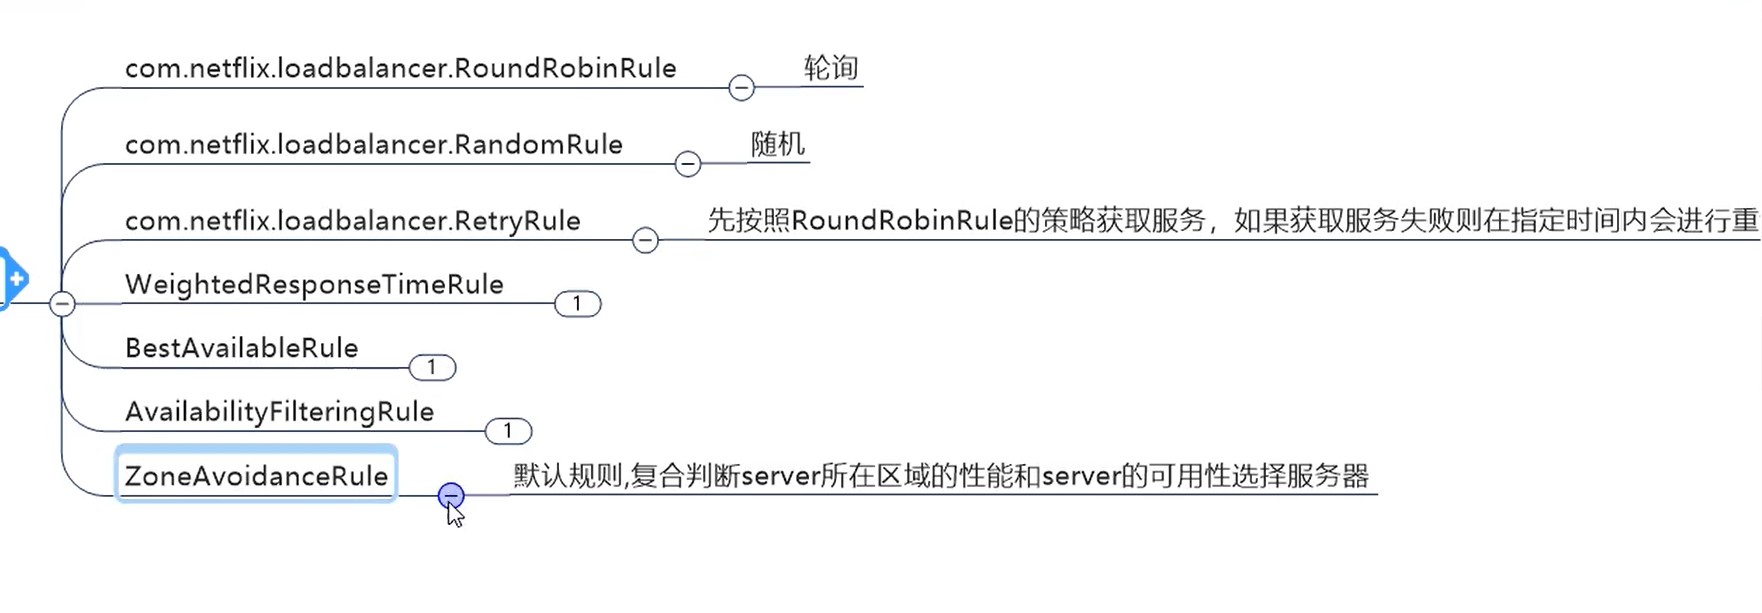 com.netflix.loadbalancer.RoundRobinRule 轮询
com.netflix.loadbalancer.RandomRule 随机
com.netflix.loadbalancer.RetryRule 先按照RoundRobinRule的策略获取服务，如果获取服务失败则在指定时间内会进行重
WeightedResponseTimeRule 1
BestAvailableRule 1
AvailabilityFilteringRule 1
ZoneAvoidanceRule 默认规则,复合判断server所在区域的性能和server的可用性选择服务器